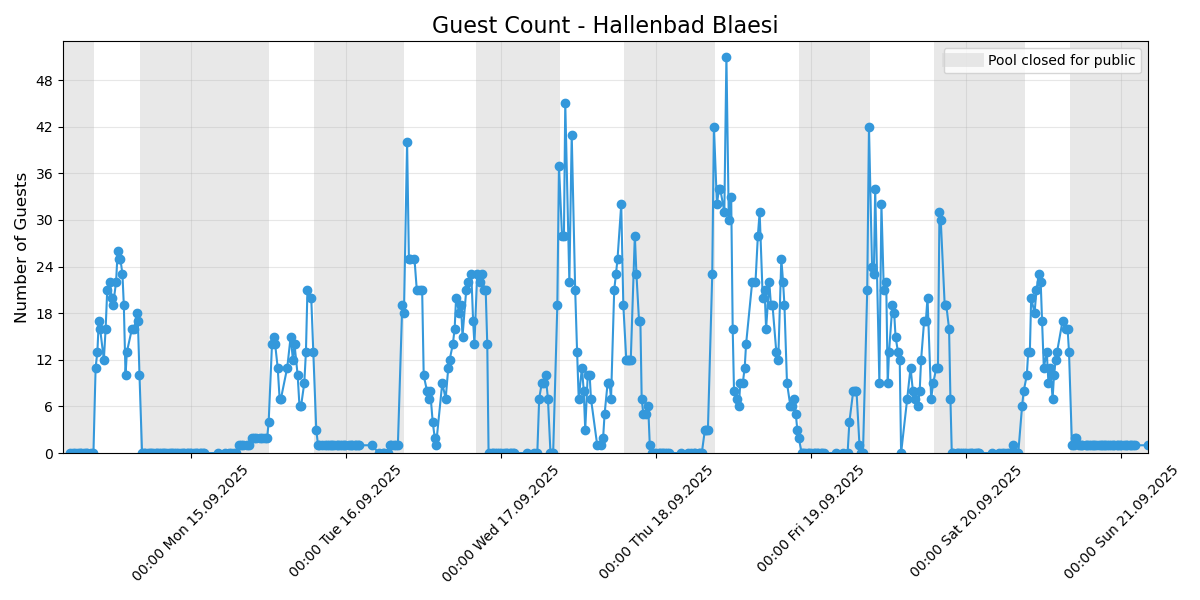 Guest Count - Hallenbad Blaesi
Pool closed for public
Number of Guests
48
42
36
30
24
18
12
6
0
00:00 Mon 15.09.2025
00:00 Tue 16.09.2025
00:00 Wed 17.09.2025
00:00 Thu 18.09.2025
00:00 Fri 19.09.2025
00:00 Sat 20.09.2025
00:00 Sun 21.09.2025